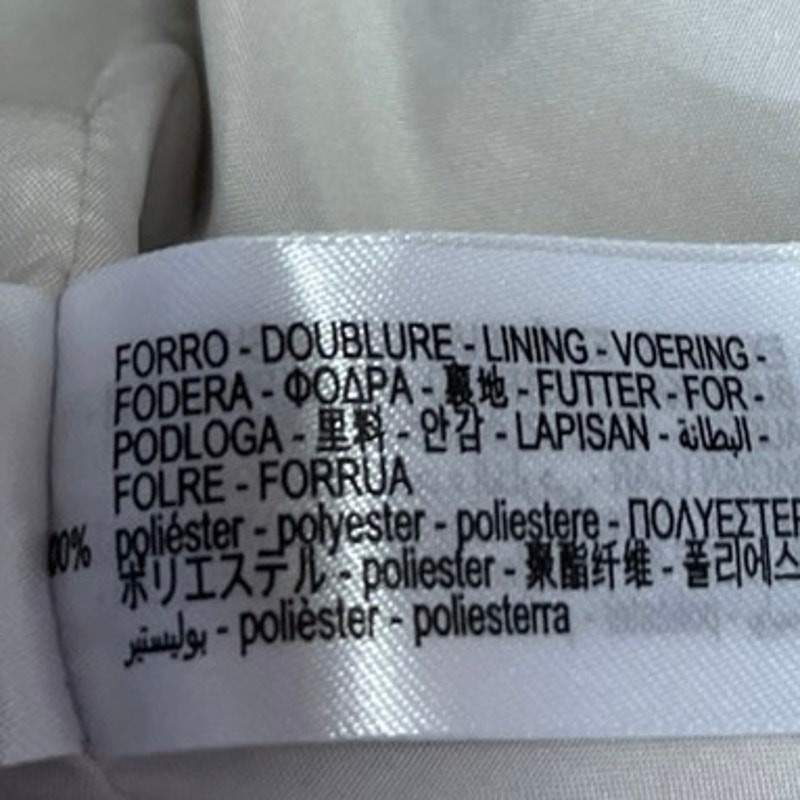 FORRO - DOUBLURE - LINING - VOERING -
FODERA - ΦΟΔΡΑ - 裏地 - FUTTER - FOR -
PODLOGA - 里料 - 안감 - LAPISAN - البطانة -
FOLRE - FORRUA
00% poliéster - polyester - poliestere - ΠΟΛΥΕΣΤΕΡ
ポリエステル - poliester - 聚酯纤维 - 폴리에스
بوليستير - polièster - poliesterra